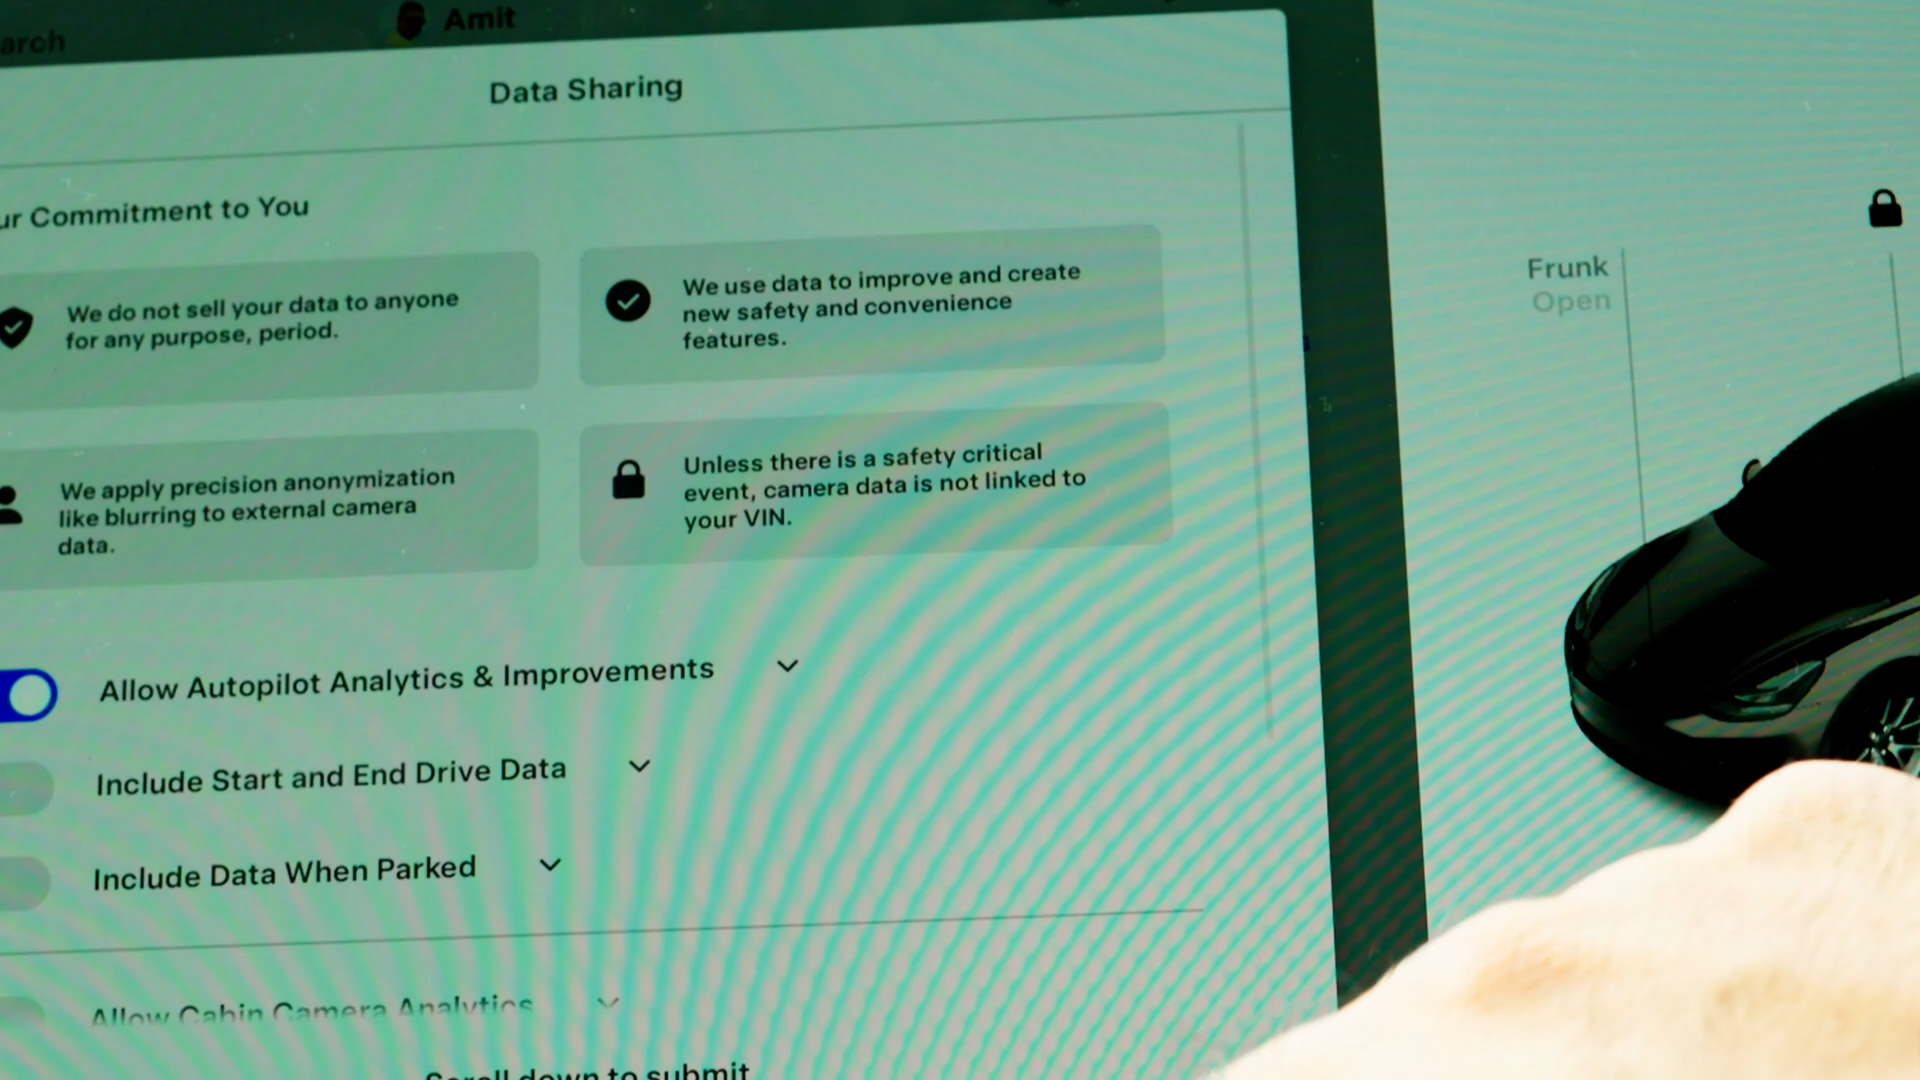 arch
Amit
Data Sharing
ur Commitment to You
We do not sell your data to anyone
for any purpose, period.
We use data to improve and create
new safety and convenience
features.
We apply precision anonymization
like blurring to external camera
data.
Unless there is a safety critical
event, camera data is not linked to
your VIN.
Allow Autopilot Analytics & Improvements
Include Start and End Drive Data
Include Data When Parked
Allow Cabin Camera Analytics
Scroll down to submit
Frunk
Open